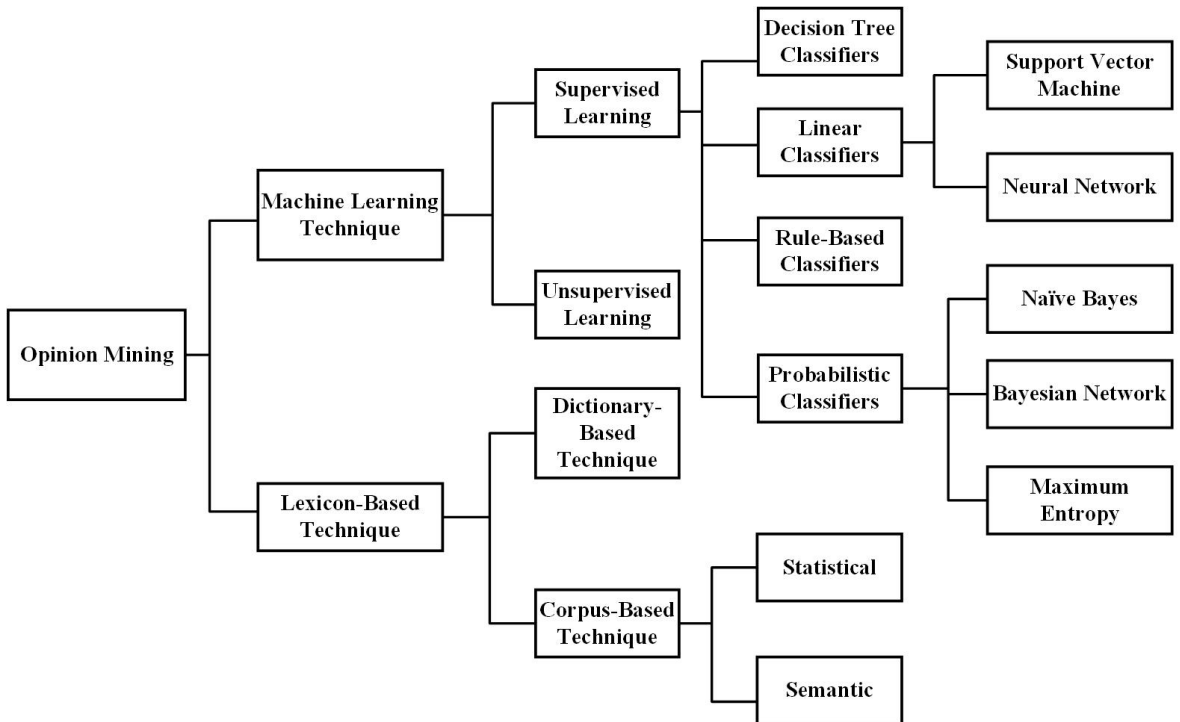 Opinion Mining
Machine Learning
Technique
Lexicon-Based
Technique
Supervised
Learning
Unsupervised
Learning
Dictionary-
Based
Technique
Corpus-Based
Technique
Decision Tree
Classifiers
Linear
Classifiers
Rule-Based
Classifiers
Probabilistic
Classifiers
Statistical
Semantic
Support Vector
Machine
Neural Network
Naïve Bayes
Bayesian Network
Maximum
Entropy